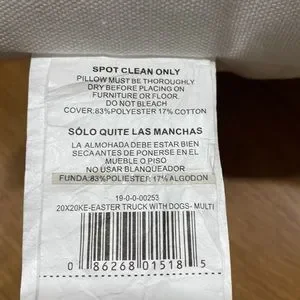 SPOT CLEAN ONLY
PILLOW MUST BE THOROUGHLY
DRY BEFORE PLACING ON
FURNITURE OR FLOOR.
DO NOT BLEACH
COVER:83%POLYESTER 17% COTTON
SÓLO QUITE LAS MANCHAS
LA ALMOHADA DEBE ESTAR BIEN
SECA ANTES DE PONERSE EN EL
MUEBLE O PISO
NO USAR BLANQUEADOR
FUNDA:83%POLIESTER 17%ALGODON
19-0-0-00253
20X20KE-EASTER TRUCK WITH DOGS- MULTI
0 86268 01518 5